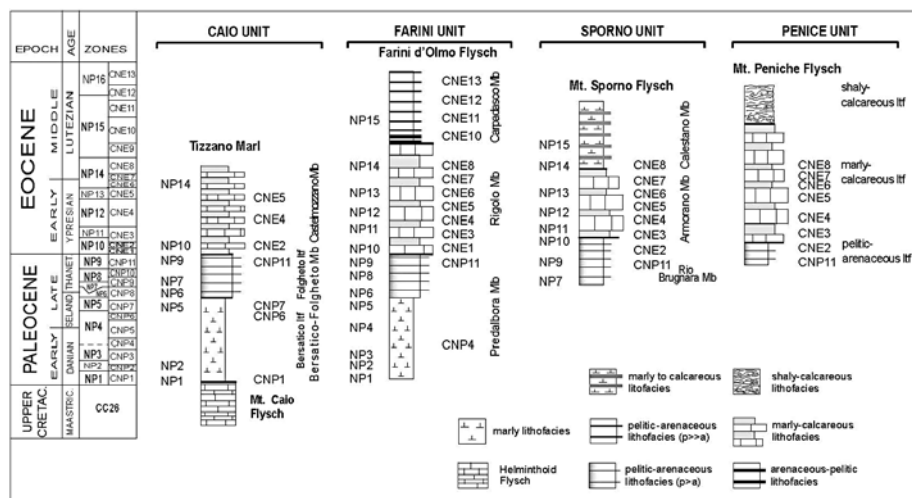 CAIO UNIT
FARINI UNIT
SPORNO UNIT
PENICE UNIT
EPOCH
AGE
ZONES
EOCENE
MIDDLE
EARLY
LUTEZIAN
YPRESIAN
PALEOCENE
LATE
EARLY
THANET.
SELAND.
DANIAN
UPPER
CRETAC.
MAASTRIC.
NP16
NP15
NP14
NP13
NP12
NP11
NP10
NP9
NP8
NP7
NP6
NP5
NP4
NP3
NP2
NP1
CC26
CNE13
CNE12
CNE11
CNE10
CNE9
CNE8
CNE7
CNE6
CNE5
CNE4
CNE3
CNE2
CNE1
CNP11
CNP10
CNP9
CNP8
CNP7
CNP6
CNP5
CNP4
CNP3
CNP2
CNP1
Tizzano Marl
NP14
NP10
NP9
NP7
NP6
NP5
NP2
NP1
CNE5
CNE4
CNE2
CNP11
CNP7
CNP6
CNP1
Castelmozzano Mb
Folgheto ltf
Bersatico ltf
Bersatico-Folgheto Mb
Mt. Caio
Flysch
Farini d'Olmo Flysch
NP15
NP14
NP13
NP12
NP11
NP10
NP9
NP8
NP6
NP5
NP4
NP3
NP2
NP1
CNE13
CNE12
CNE11
CNE10
CNE8
CNE7
CNE6
CNE5
CNE4
CNE3
CNE1
CNP11
CNP4
Carpadasco Mb
Rigolo Mb
Predalbora Mb
Mt. Sporno Flysch
NP15
NP14
NP13
NP12
NP11
NP10
NP9
NP7
CNE8
CNE7
CNE6
CNE5
CNE4
CNE3
CNE2
CNP11
Calestano Mb
Armorano Mb
Rio
Brugnara Mb
Mt. Peniche Flysch
CNE8
CNE7
CNE6
CNE5
CNE4
CNE3
CNE2
CNP11
shaly-
calcareous ltf
marly-
calcareous ltf
pelitic-
arenaceous ltf
marly to calcareous
litofacies
shaly-calcareous
lithofacies
marly lithofacies
pelitic-arenaceous
lithofacies (p>>a)
marly-calcareous
lithofacies
Helminthoid
Flysch
pelitic-arenaceous
lithofacies (p>a)
arenaceous-pelitic
lithofacies